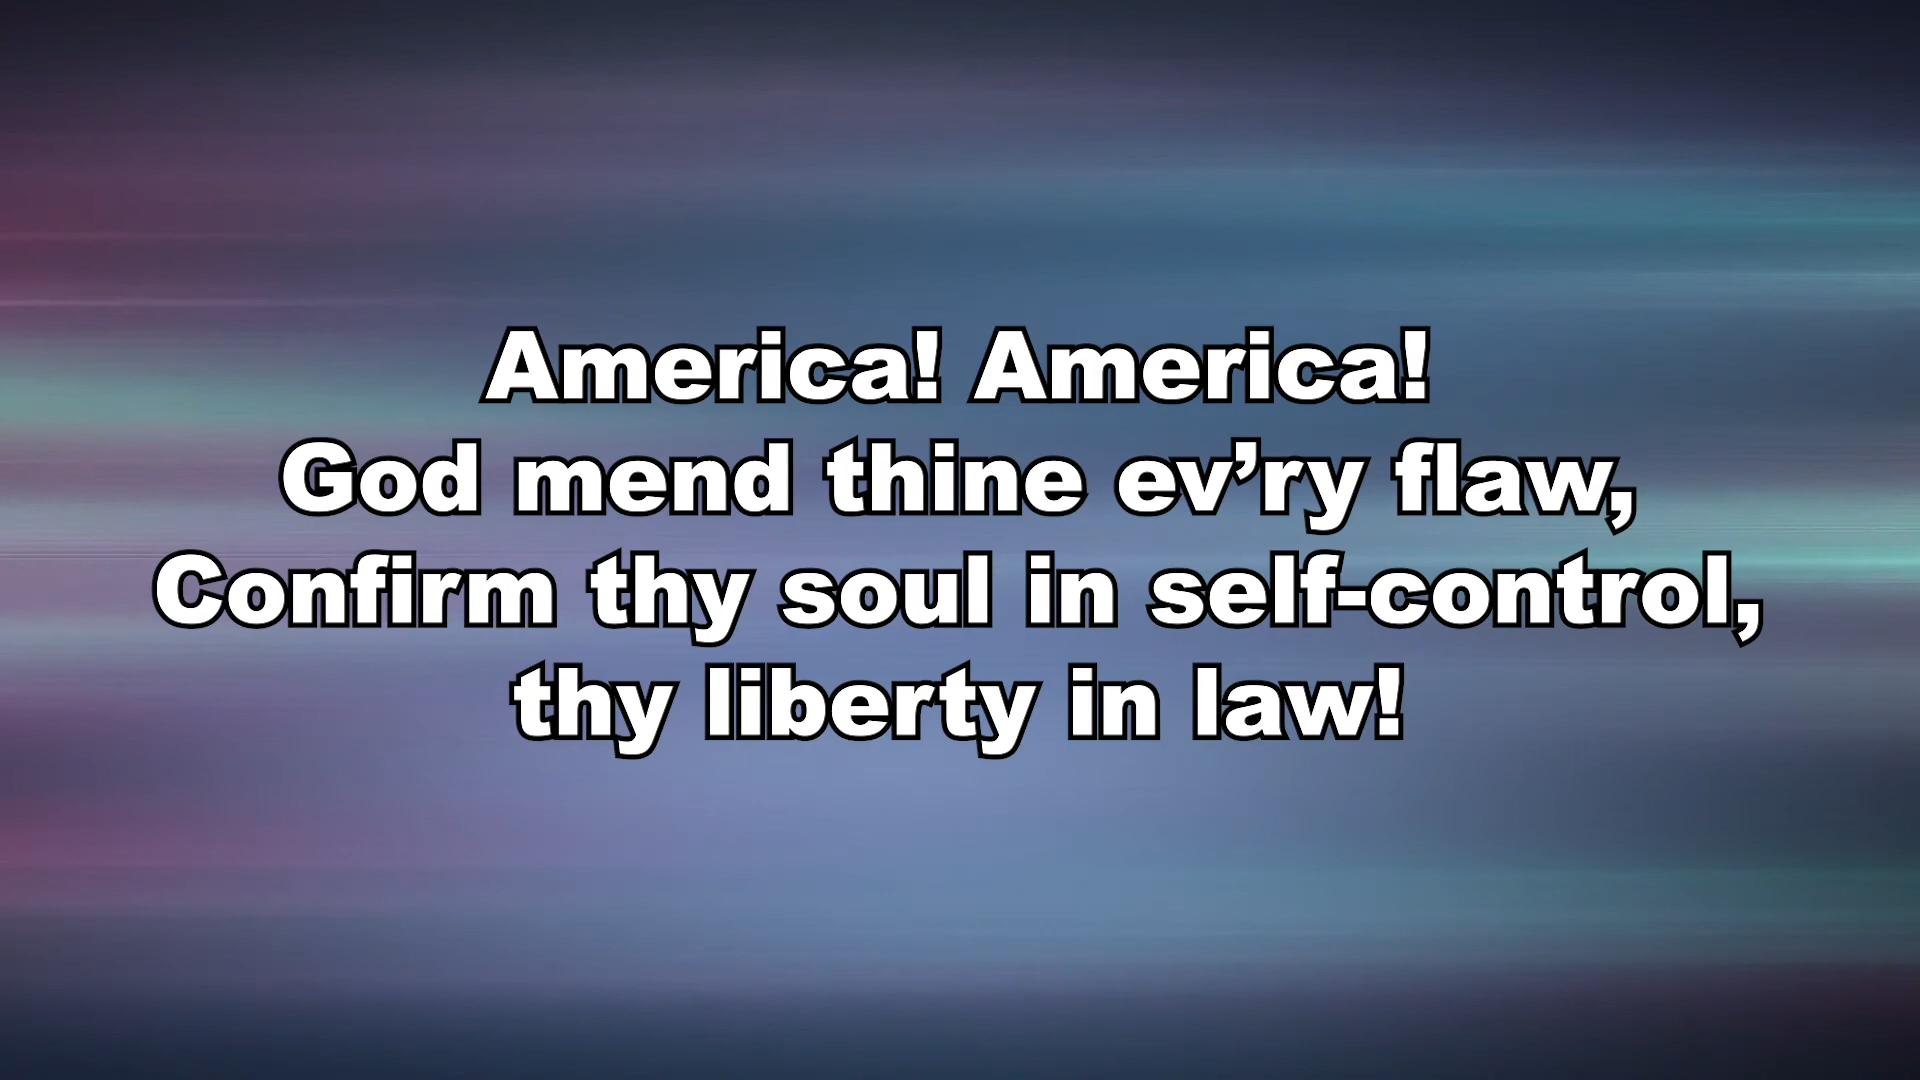 America! America!
God mend thine ev’ry flaw,
Confirm thy soul in self-control,
thy liberty in law!